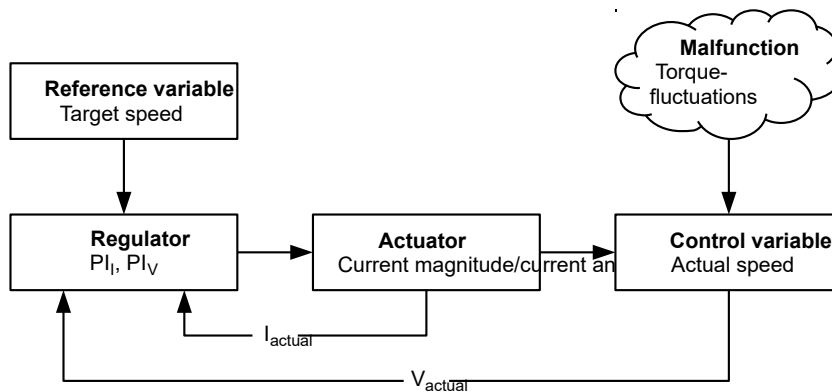 Malfunction
Torque-
fluctuations
Reference variable
Target speed
Regulator
PII, PIV
Actuator
Current magnitude/current an
Control variable
Actual speed
Iactual
Vactual